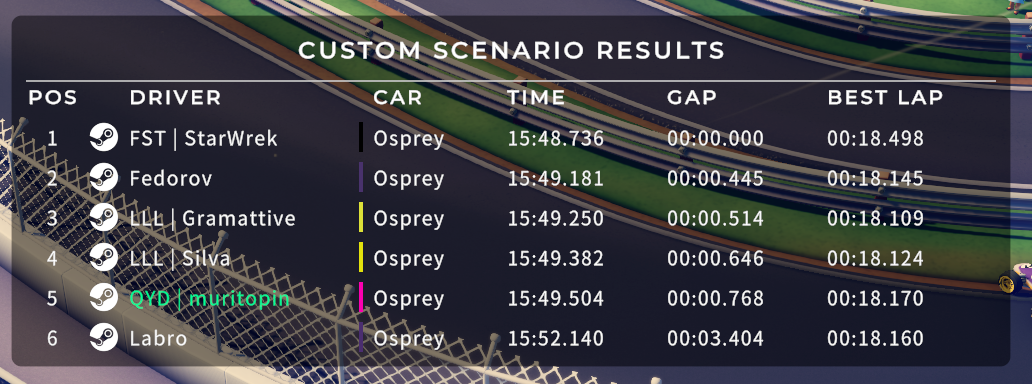 CUSTOM SCENARIO RESULTS
POS DRIVER CAR TIME GAP BEST LAP
1 FST | StarWrek Osprey 15:48.736 00:00.000 00:18.498
2 Fedorov Osprey 15:49.181 00:00.445 00:18.145
3 LLL | Gramattive Osprey 15:49.250 00:00.514 00:18.109
4 LLL | Silva Osprey 15:49.382 00:00.646 00:18.124
5 QYD | muritopin Osprey 15:49.504 00:00.768 00:18.170
6 Labro Osprey 15:52.140 00:03.404 00:18.160